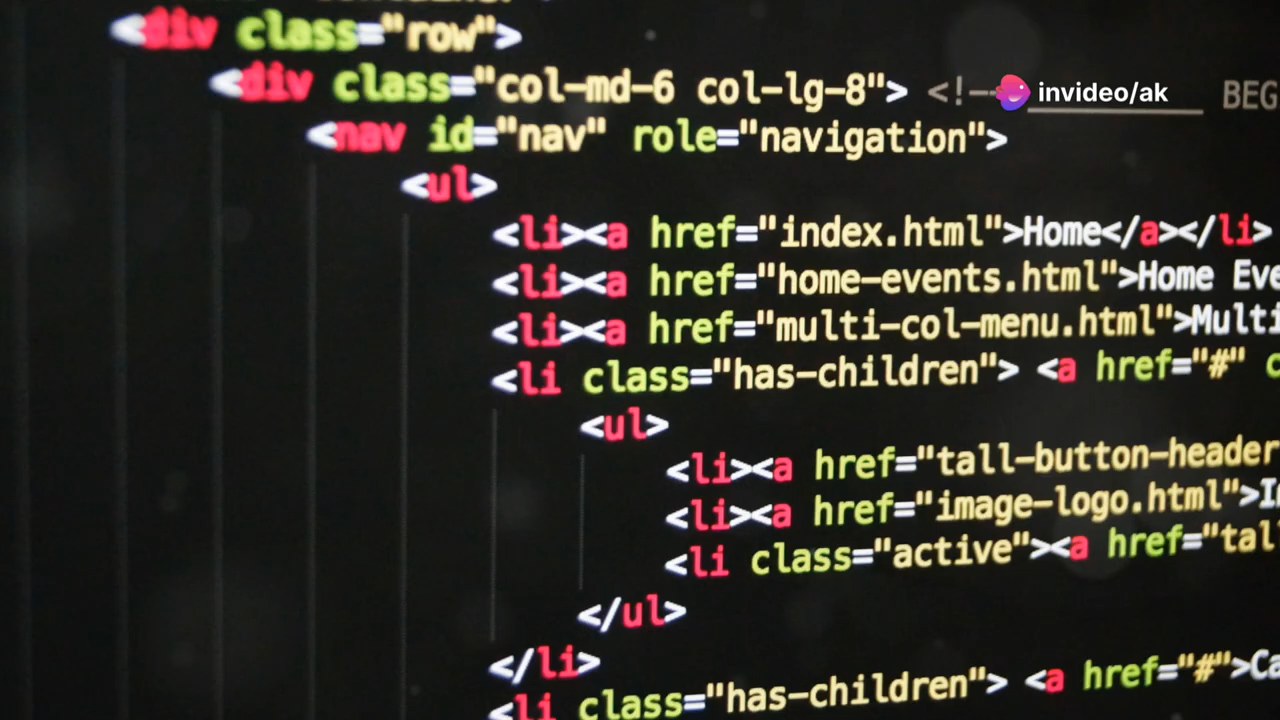 <div class="row">
<div class="col-md-6 col-lg-8"> <!-- BEG
invideo/ak
<nav id="nav" role="navigation">
<ul>
<li><a href="index.html">Home</a></li>
<li><a href="home-events.html">Home Eve
<li><a href="multi-col-menu.html">Multi
<li class="has-children"> <a href="#" c
<ul>
<li><a href="tall-button-header
<li><a href="image-logo.html">I
<li class="active"><a href="tal
</ul>
</li>
<li class="has-children"> <a href="#">Ca